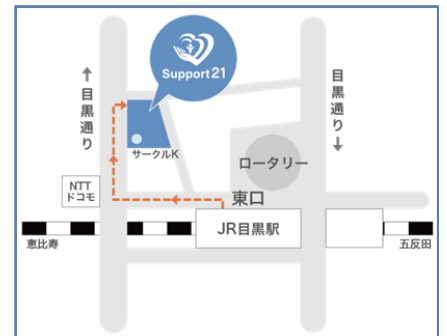 Support21
↑目黒通り
目黒通り↓
サークルK
ロータリー
NTT
ドコモ
東口
JR目黒駅
恵比寿
五反田